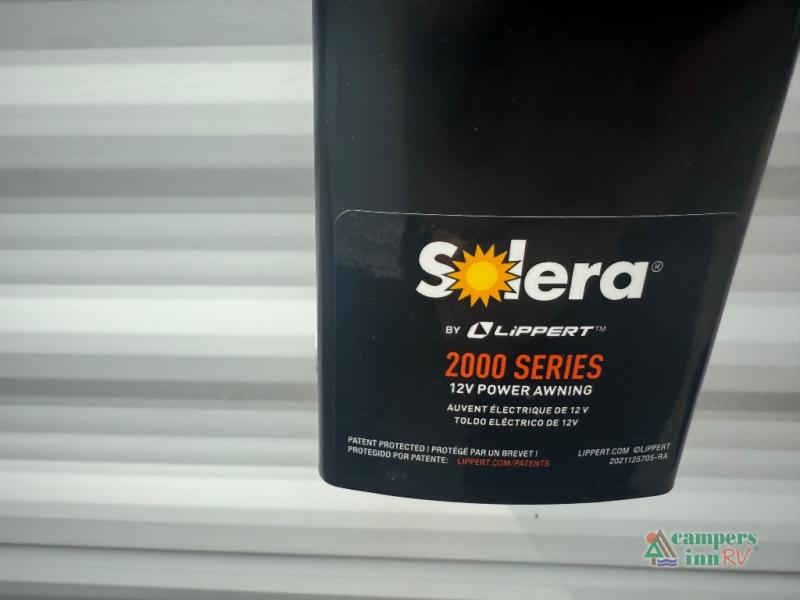 Solera®
BY LiPPERT™
2000 SERIES
12V POWER AWNING
AUVENT ÉLECTRIQUE DE 12 V
TOLDO ELÉCTRICO DE 12V
PATENT PROTECTED | PROTÉGÉ PAR UN BREVET |
PROTEGIDO POR PATENTE: LIPPERT.COM/PATENTS
LIPPERT.COM ©LIPPERT
2021125705-RA
campers
inn RV®